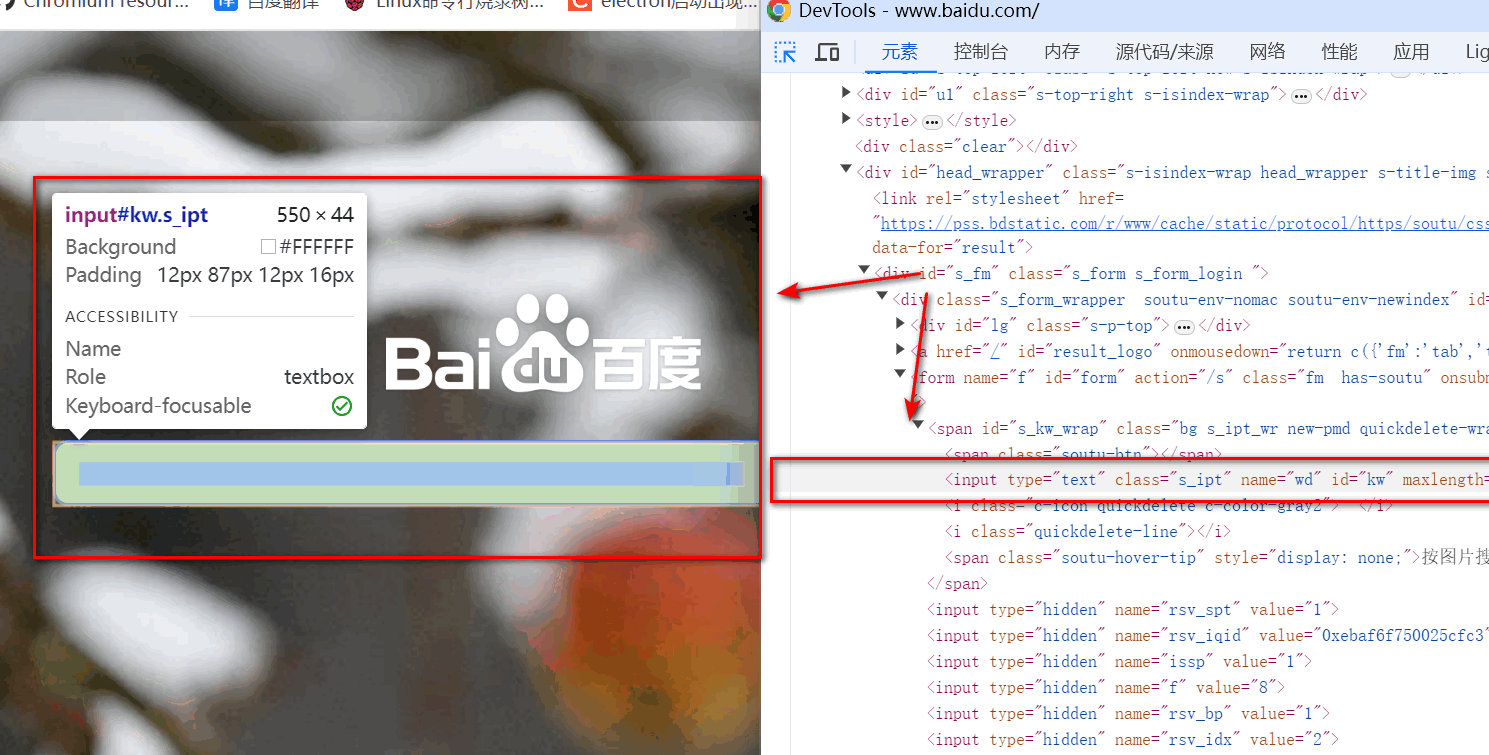 Chromium resour...
译 百度翻译
Linux命令行烧录树...
C electron启动出现...
input#kw.s_ipt 550 × 44
Background #FFFFFF
Padding 12px 87px 12px 16px
ACCESSIBILITY
Name
Role textbox
Keyboard-focusable
Bai du 百度
DevTools - www.baidu.com/
元素 控制台 内存 源代码/来源 网络 性能 应用 Lig
<div id="u1" class="s-top-right s-isindex-wrap"> ... </div>
<style> ... </style>
<div class="clear"></div>
<div id="head_wrapper" class="s-isindex-wrap head_wrapper s-title-img s
<link rel="stylesheet" href=
"https://pss.bdstatic.com/r/www/cache/static/protocol/https/soutu/css
data-for="result">
<div id="s_fm" class="s_form s_form_login ">
<div class="s_form_wrapper  soutu-env-nomac soutu-env-newindex" id=
<div id="lg" class="s-p-top"> ... </div>
<a href="/" id="result_logo" onmousedown="return c({'fm':'tab','t
<form name="f" id="form" action="/s" class="fm  has-soutu" onsubm
>
<span id="s_kw_wrap" class="bg s_ipt_wr new-pmd quickdelete-wra
<span class="soutu-btn"></span>
<input type="text" class="s_ipt" name="wd" id="kw" maxlength=
<i class="c-icon quickdelete c-color-gray2"> </i>
<i class="quickdelete-line"></i>
<span class="soutu-hover-tip" style="display: none;">按图片搜
</span>
<input type="hidden" name="rsv_spt" value="1">
<input type="hidden" name="rsv_iqid" value="0xebaf6f750025cfc3"
<input type="hidden" name="issp" value="1">
<input type="hidden" name="f" value="8">
<input type="hidden" name="rsv_bp" value="1">
<input type="hidden" name="rsv_idx" value="2">